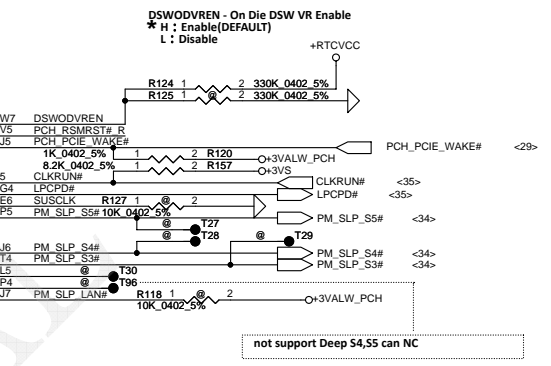 DSWODVREN - On Die DSW VR Enable
* H : Enable(DEFAULT)
L : Disable
+RTCVCC
R124 1 2 330K_0402_5%
R125 1 @ 2 330K_0402_5%
W7 DSWODVREN
V5 PCH_RSMRST#_R
J5 PCH_PCIE_WAKE#
PCH_PCIE_WAKE# <29>
1K_0402_5% 1 2 R120 +3VALW_PCH
8.2K_0402_5% 1 2 R157 +3VS
5 CLKRUN#
CLKRUN# <35>
G4 LPCPD#
LPCPD# <35>
E6 SUSCLK R127 1 @ 2
P5 PM_SLP_S5# 10K_0402_5%
PM_SLP_S5# <34>
@ T27
@ T28
@ T29
J6 PM_SLP_S4#
PM_SLP_S4# <34>
T4 PM_SLP_S3#
PM_SLP_S3# <34>
L5 @ T30
P4 @ T96
J7 PM_SLP_LAN# R118 1 @ 2 +3VALW_PCH
10K_0402_5%
not support Deep S4,S5 can NC